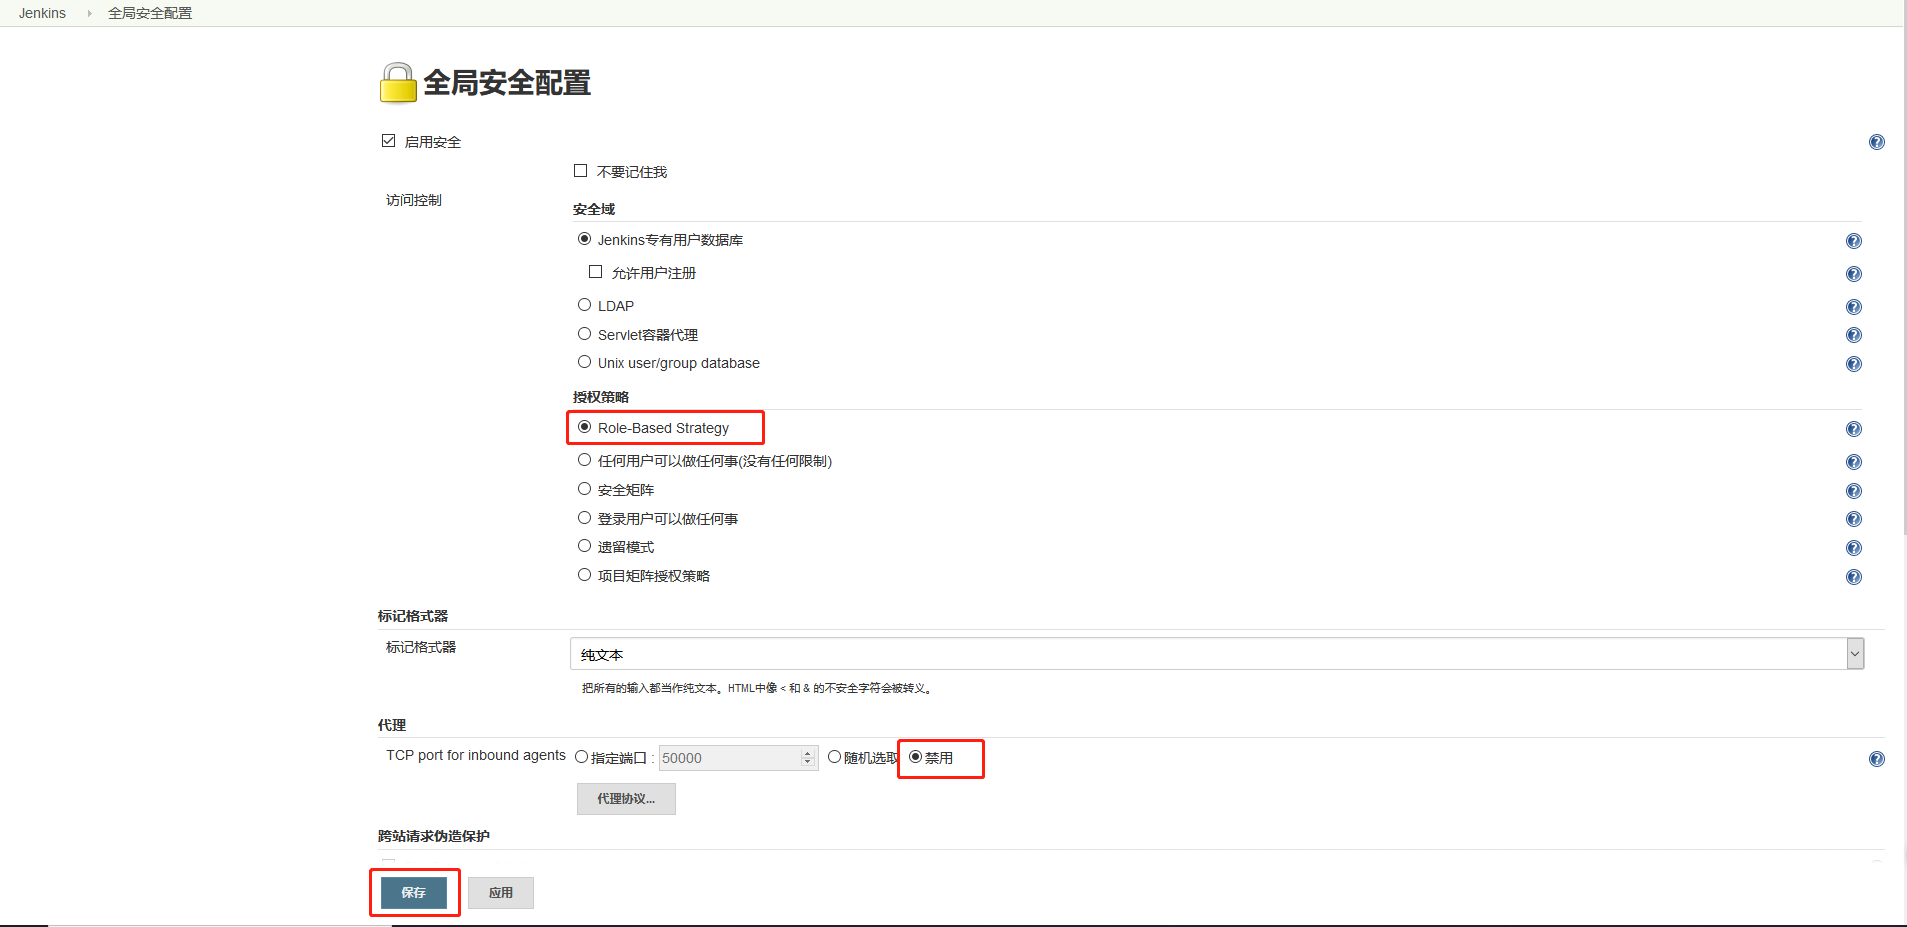 Jenkins 全局安全配置
全局安全配置
启用安全
不要记住我
访问控制
安全域
Jenkins专有用户数据库
允许用户注册
LDAP
Servlet容器代理
Unix user/group database
授权策略
Role-Based Strategy
任何用户可以做任何事(没有任何限制)
安全矩阵
登录用户可以做任何事
遗留模式
项目矩阵授权策略
标记格式器
标记格式器 纯文本
把所有的输入都当作纯文本。HTML中像 < 和 & 的不安全字符会被转义。
代理
TCP port for inbound agents 指定端口 : 50000 随机选取 禁用
代理协议...
跨站请求伪造保护
保存 应用